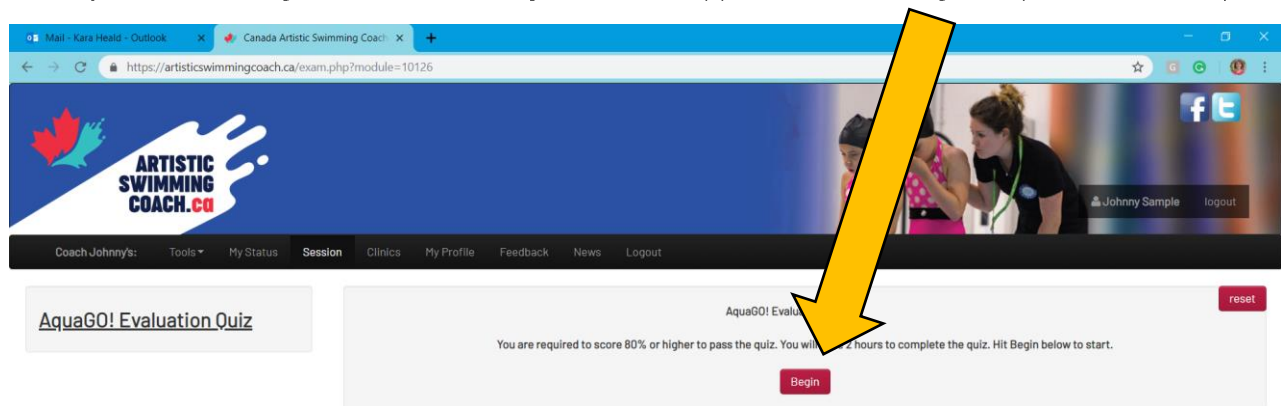 Mail - Kara Heald - Outlook
Canada Artistic Swimming Coach
https://artisticswimmingcoach.ca/exam.php?module=10126
ARTISTIC
SWIMMING
COACH.ca
Johnny Sample logout
Coach Johnny's: Tools My Status Session Clinics My Profile Feedback News Logout
reset
AquaGO! Evaluation Quiz
AquaGO!
You are required to score 80% or higher to pass the quiz. You 2 hours to complete the quiz. Hit Begin below to start.
Begin